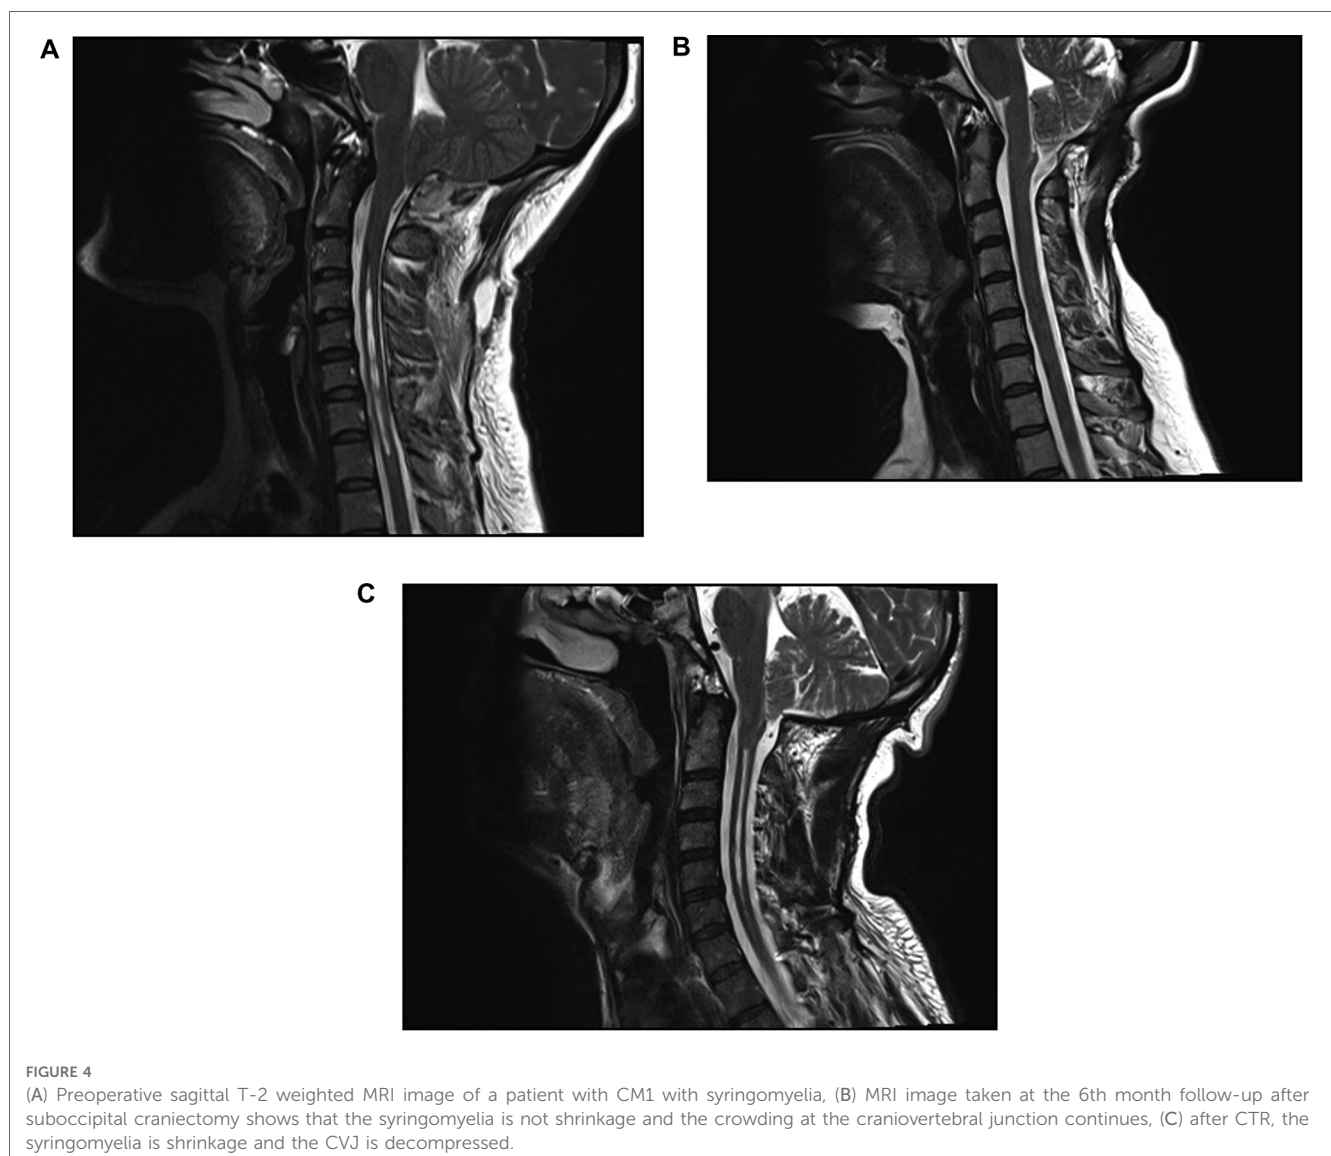 A
B
C
FIGURE 4
(A) Preoperative sagittal T-2 weighted MRI image of a patient with CM1 with syringomyelia, (B) MRI image taken at the 6th month follow-up after
suboccipital craniectomy shows that the syringomyelia is not shrinkage and the crowding at the craniovertebral junction continues, (C) after CTR, the
syringomyelia is shrinkage and the CVJ is decompressed.